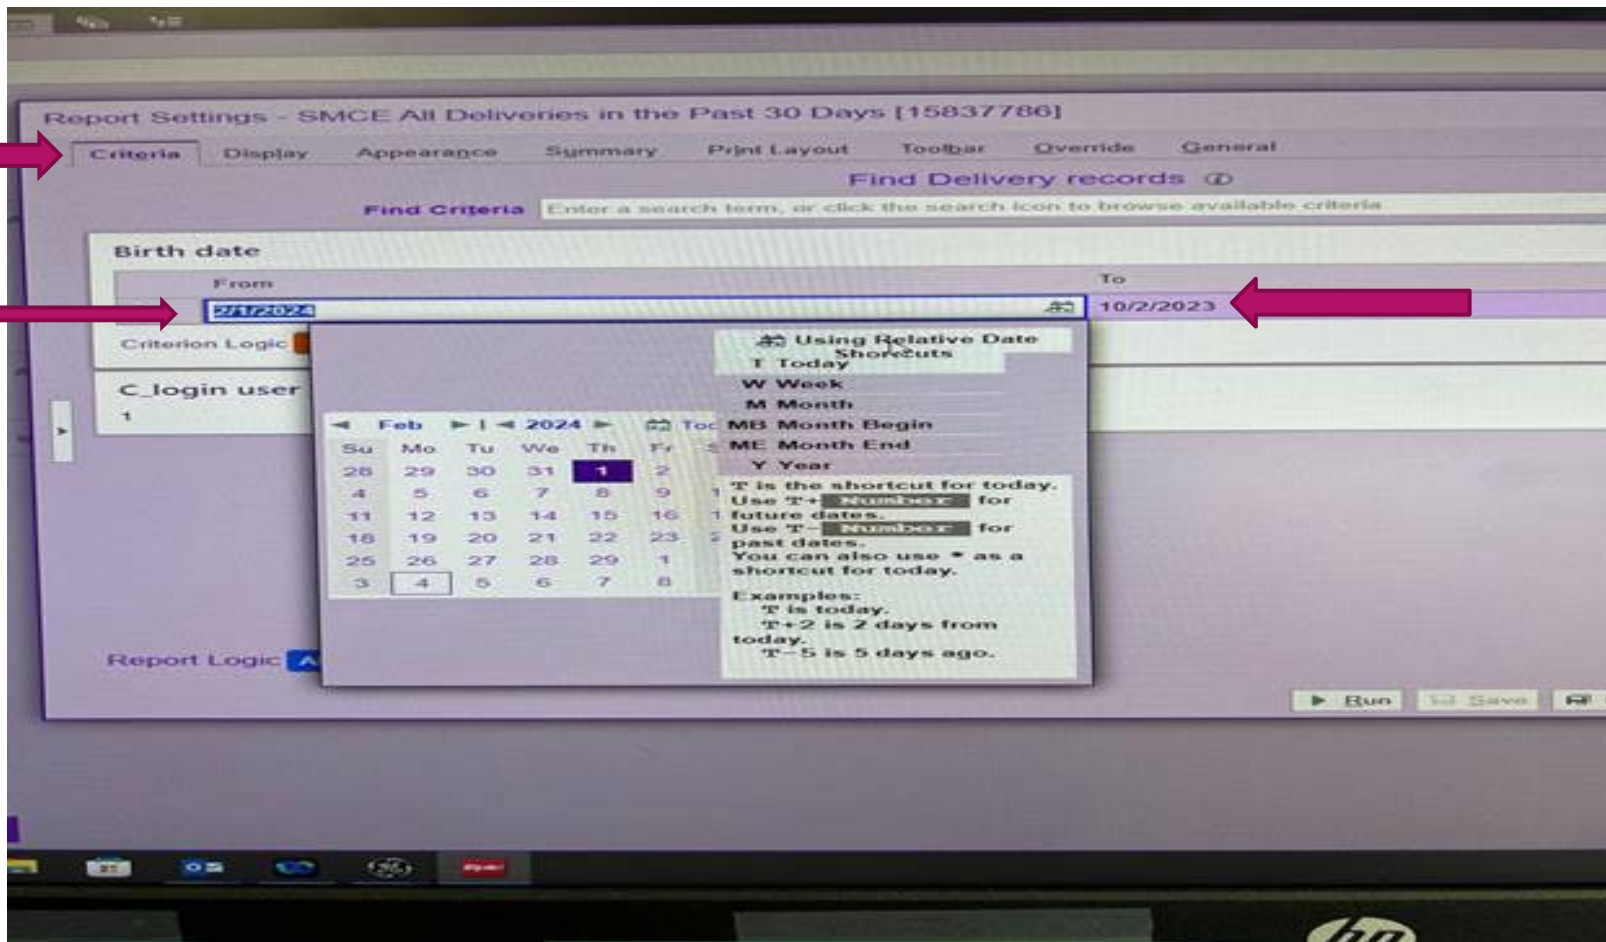 Report Settings - SMCE All Deliveries in the Past 30 Days [15837786]
Criteria Display Appearance Summary Print Layout Toolbar Override General
Find Delivery records
Find Criteria Enter a search term, or click the search icon to browse available criteria
Birth date
From To
2/1/2024 10/2/2023
Criterion Logic
C_login user
1
Using Relative Date
Shortcuts
T Today
W Week
M Month
MB Month Begin
ME Month End
Y Year
T is the shortcut for today.
Use T+ Number for
future dates.
Use T- Number for
past dates.
You can also use * as a
shortcut for today.
Examples:
T is today.
T+2 is 2 days from
today.
T-5 is 5 days ago.
Feb 2024
Su Mo Tu We Th Fr
28 29 30 31 1 2
4 5 6 7 8 9
11 12 13 14 15 16
18 19 20 21 22 23
25 26 27 28 29 1
3 4 5 6 7 8
Report Logic
Run Save
hp